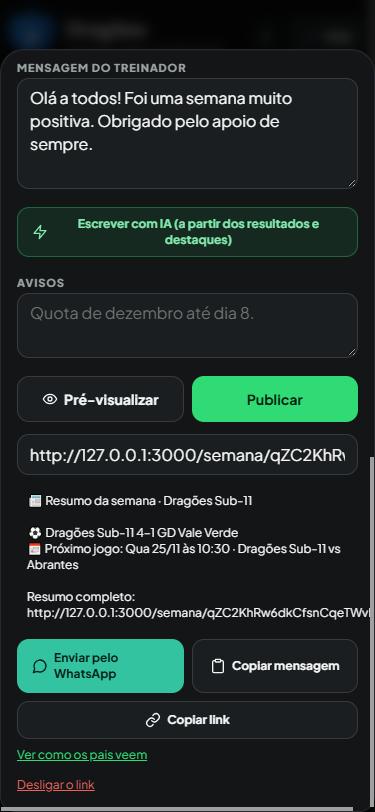 Dragões
MENSAGEM DO TREINADOR
Olá a todos! Foi uma semana muito
positiva. Obrigado pelo apoio de
sempre.
Escrever com IA (a partir dos resultados e
destaques)
AVISOS
Quota de dezembro até dia 8.
Pré-visualizar
Publicar
http://127.0.0.1:3000/semana/qZC2KhRw
📰 Resumo da semana · Dragões Sub-11
⚽ Dragões Sub-11 4–1 GD Vale Verde
📅 Próximo jogo: Qua 25/11 às 10:30 · Dragões Sub-11 vs
Abrantes
Resumo completo:
http://127.0.0.1:3000/semana/qZC2KhRw6dkCfsnCqeTWvl
Enviar pelo
WhatsApp
Copiar mensagem
Copiar link
Ver como os pais veem
Desligar o link